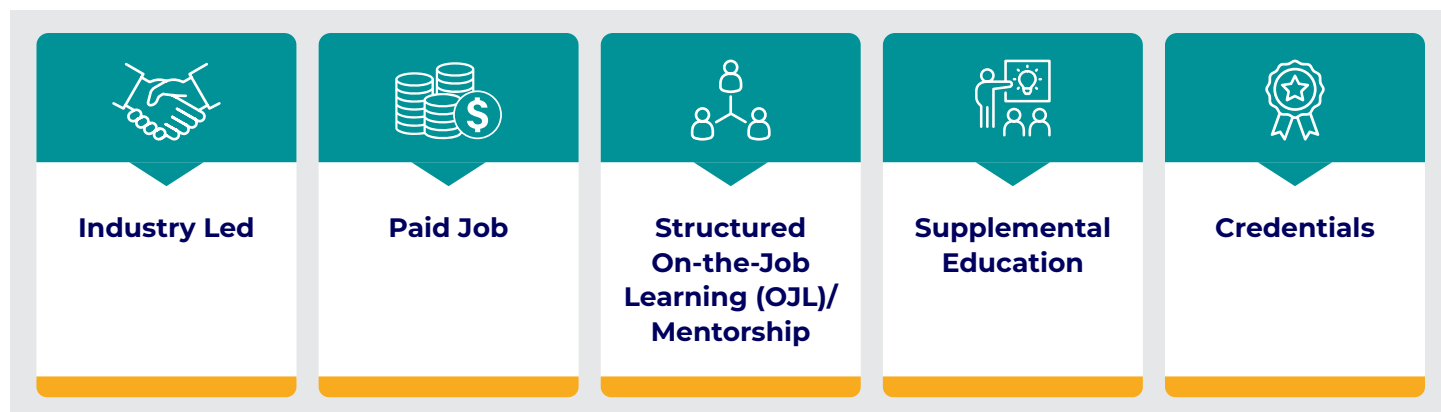 $
Industry Led
Paid Job
Structured
On-the-Job
Learning (OJL)/
Mentorship
Supplemental
Education
Credentials